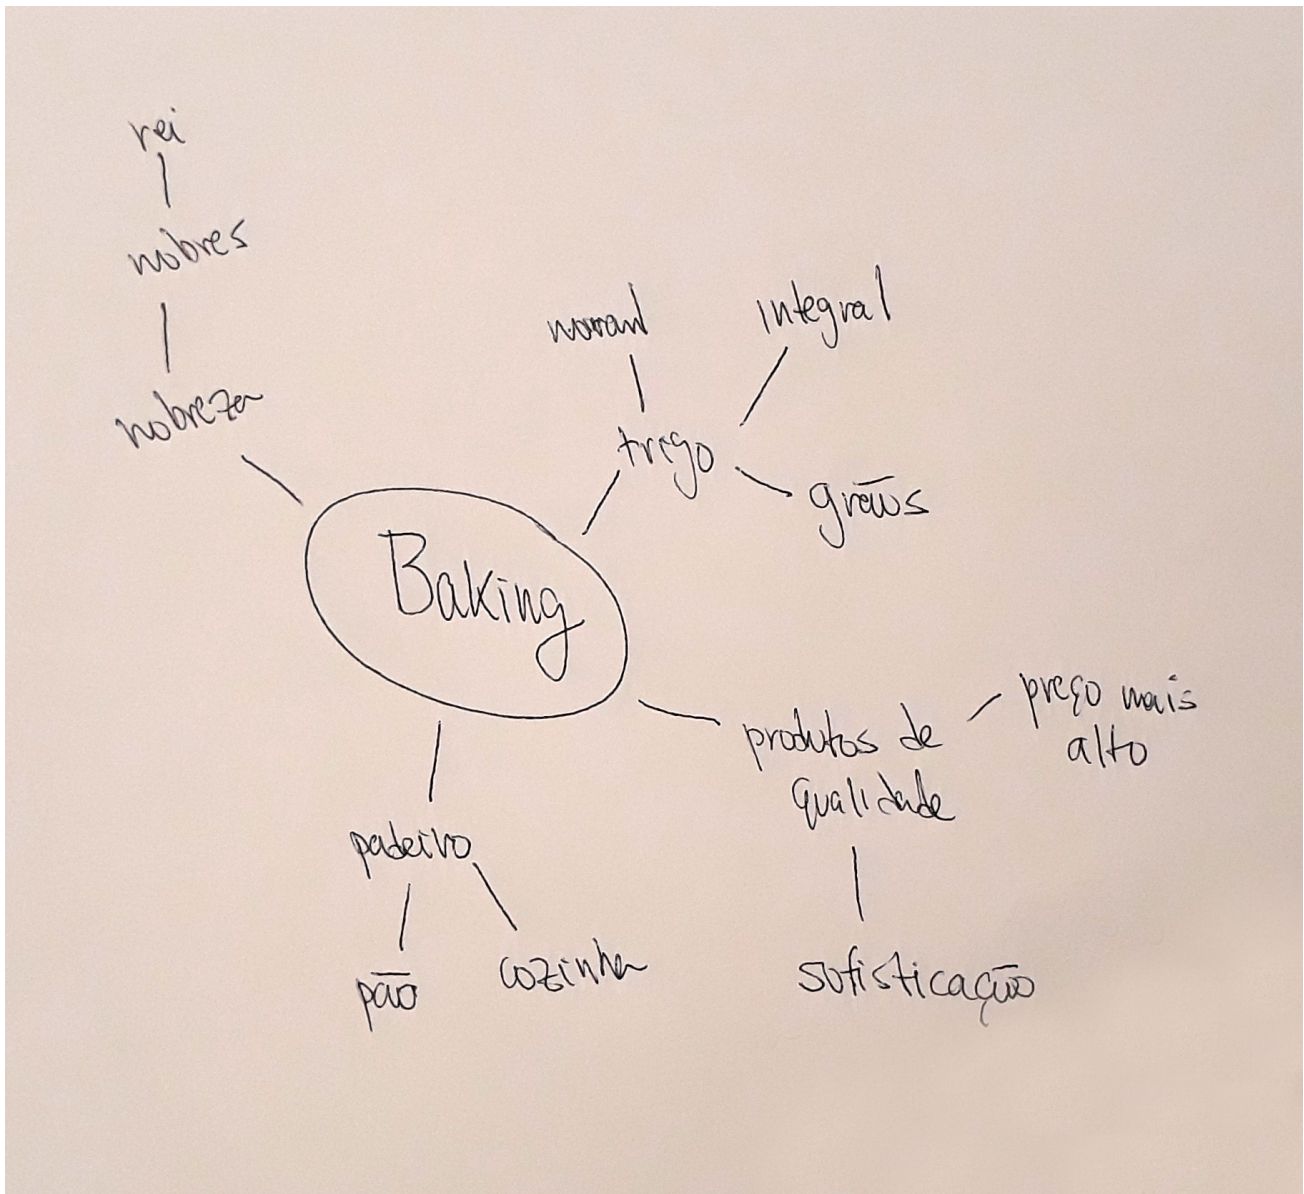 rei
nobres
nobreza
integral
trigo
grãos
Baking
produtos de
qualidade
preço mais
alto
padeiro
pão
cozinha
sofisticação